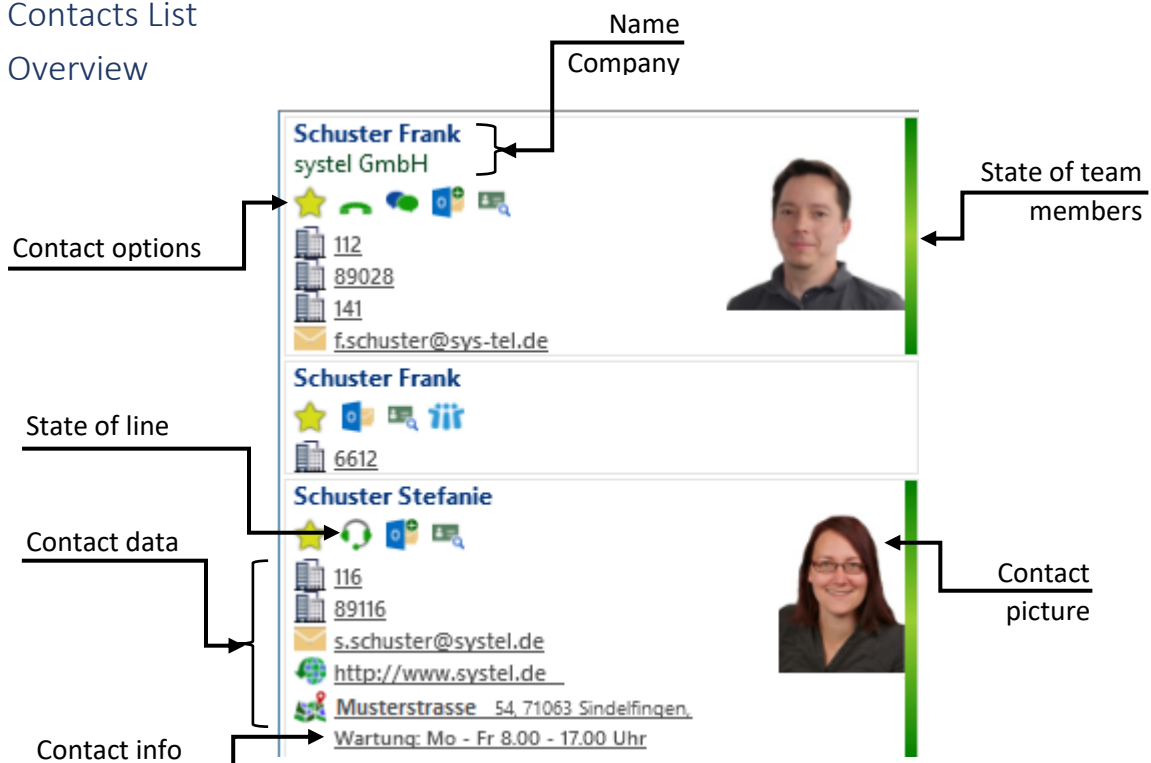 Contacts List
Overview
Name
Company
Schuster Frank
systel GmbH
State of team
members
Contact options
112
89028
141
f.schuster@sys-tel.de
Schuster Frank
State of line
6612
Schuster Stefanie
Contact data
116
Contact
picture
89116
s.schuster@systel.de
http://www.systel.de
Musterstrasse 54, 71063 Sindelfingen,
Contact info
Wartung: Mo - Fr 8.00 - 17.00 Uhr